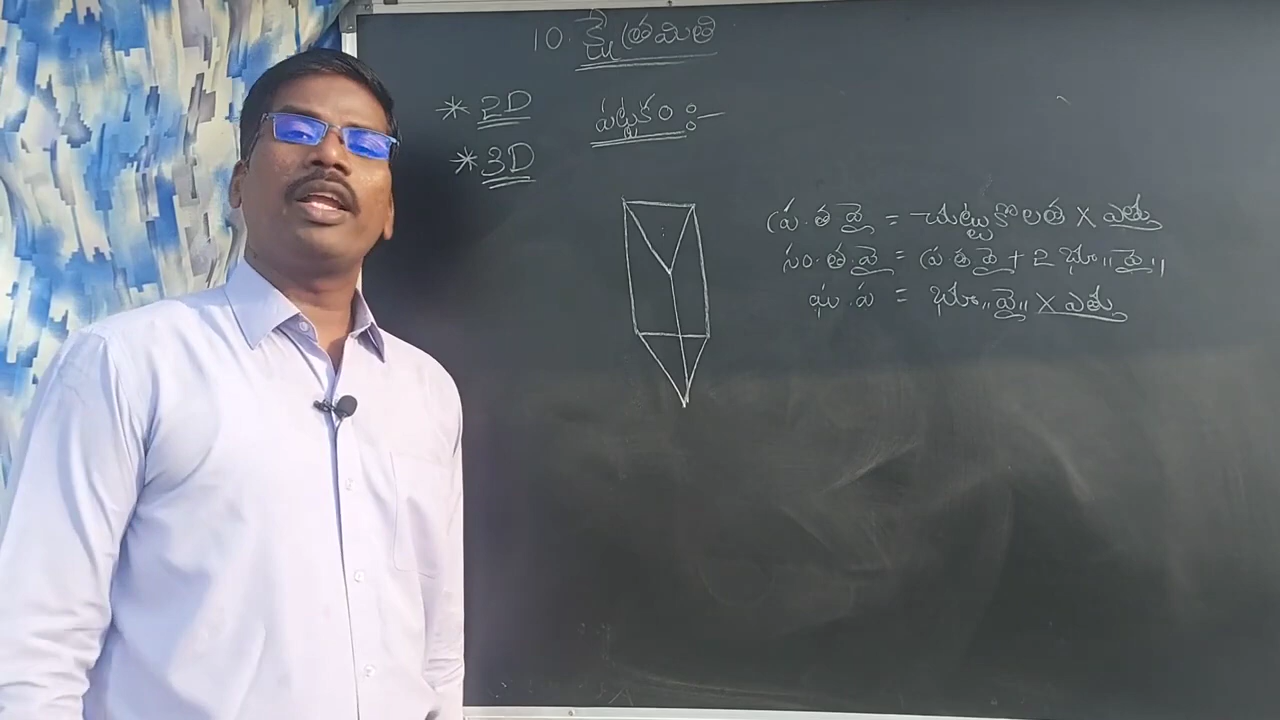 10. క్షేత్రమితి
* 2D
* 3D
పట్టకం :-
ప్ర.త.వై = చుట్టుకొలత X ఎత్తు
సం.త.వై = ప్ర.త.వై + 2 భూ॥వై॥
ఘ.ప = భూ॥వై॥ X ఎత్తు